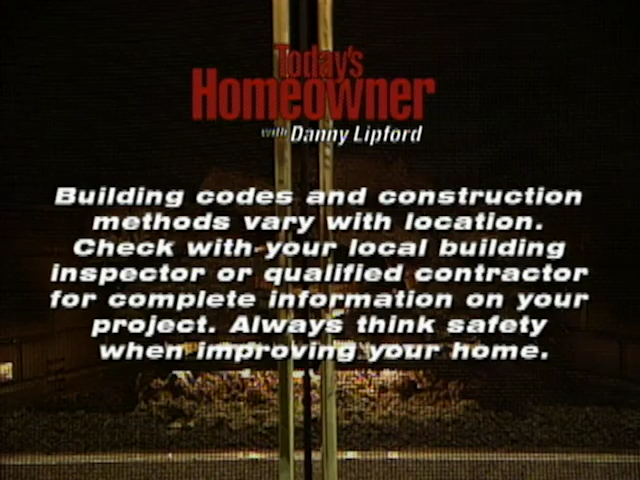 Today's
Homeowner
with Danny Lipford
Building codes and construction
methods vary with location.
Check with your local building
inspector or qualified contractor
for complete information on your
project. Always think safety
when improving your home.